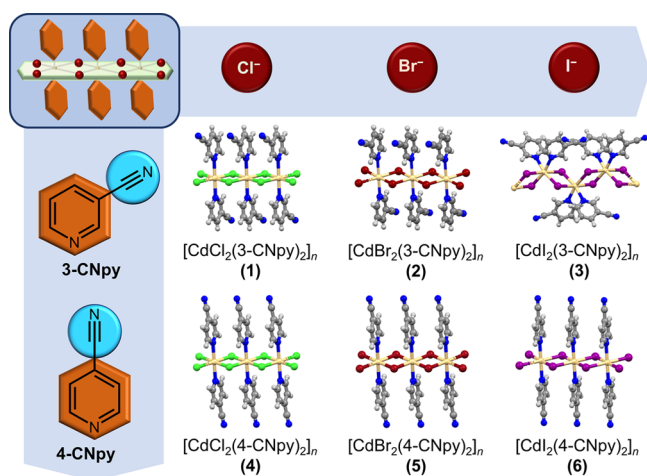 Cl⁻
Br⁻
I⁻
N
N
3-CNpy
[CdCl₂(3-CNpy)₂]ₙ
(1)
[CdBr₂(3-CNpy)₂]ₙ
(2)
[CdI₂(3-CNpy)₂]ₙ
(3)
N
N
4-CNpy
[CdCl₂(4-CNpy)₂]ₙ
(4)
[CdBr₂(4-CNpy)₂]ₙ
(5)
[CdI₂(4-CNpy)₂]ₙ
(6)